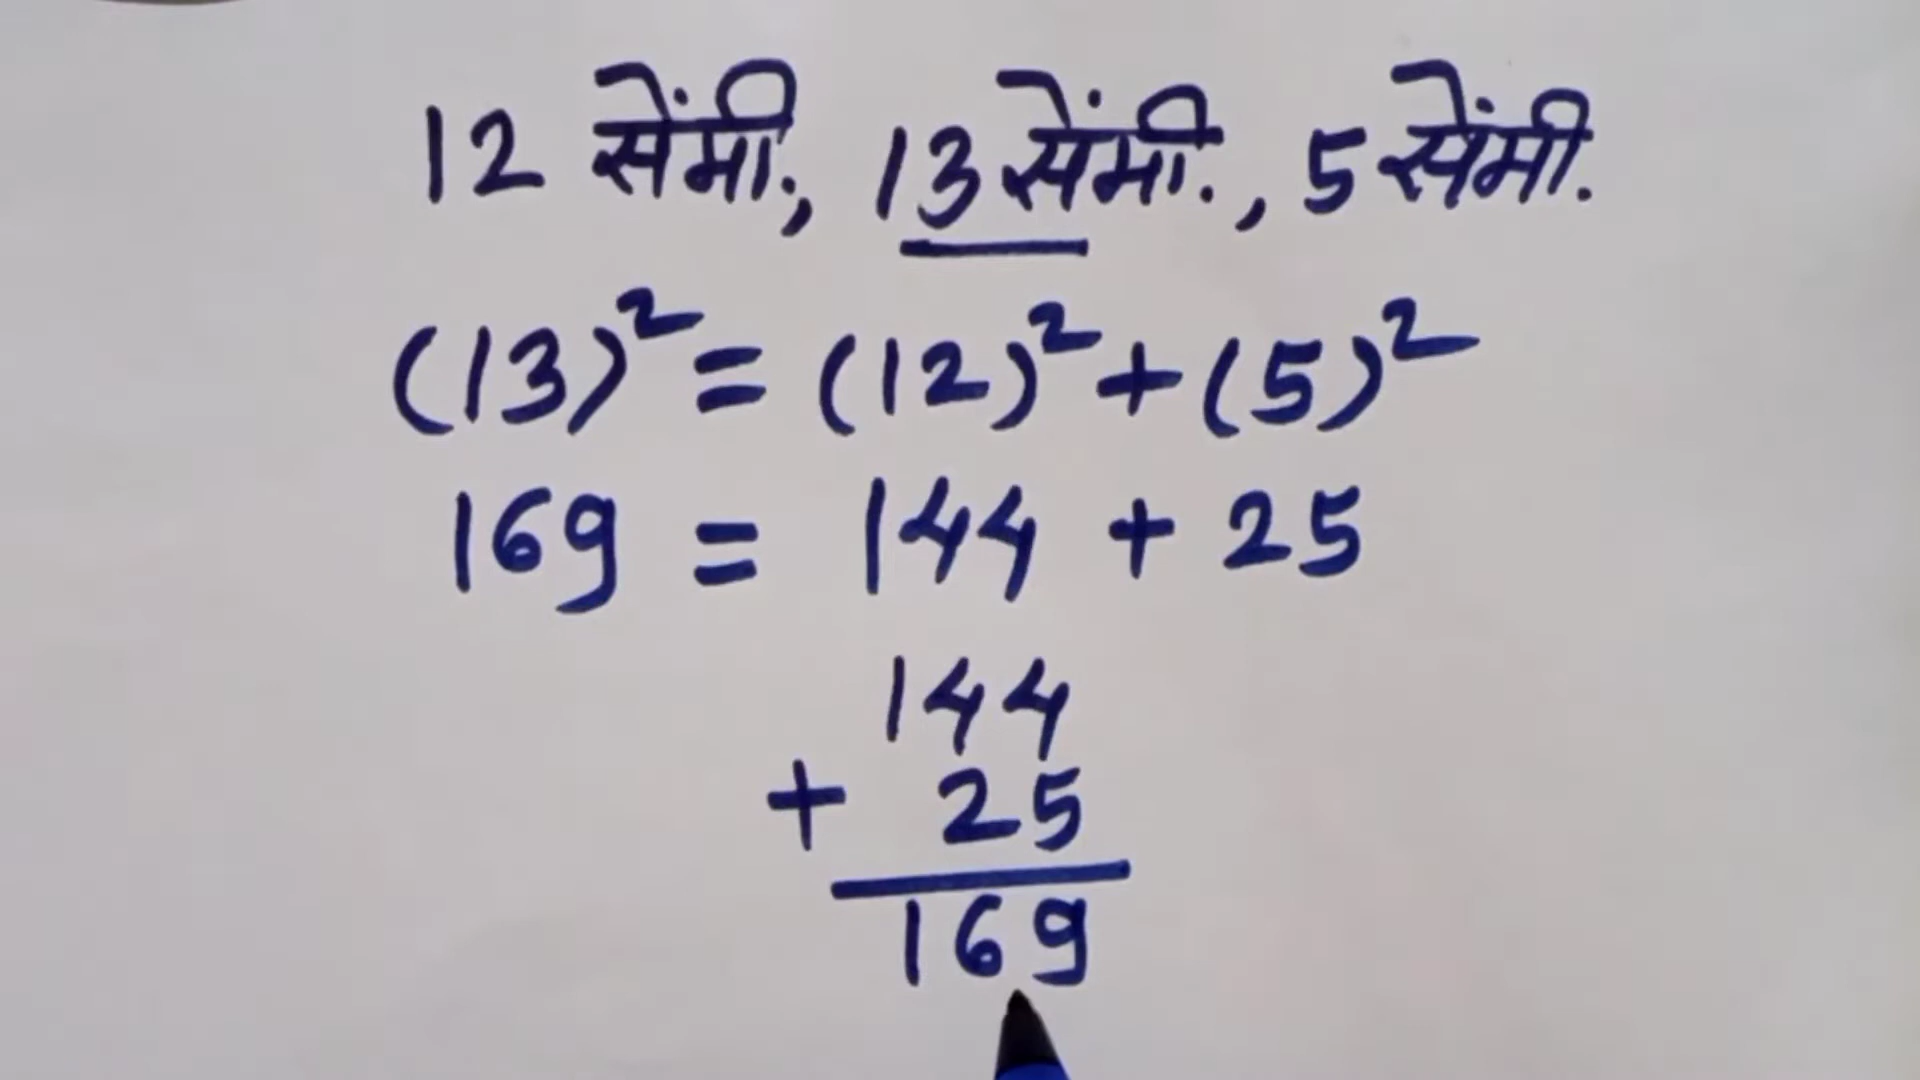 12 सेंमी., 13 सेंमी., 5 सेंमी.
(13)² = (12)² + (5)²
169 = 144 + 25
144
+ 25
169